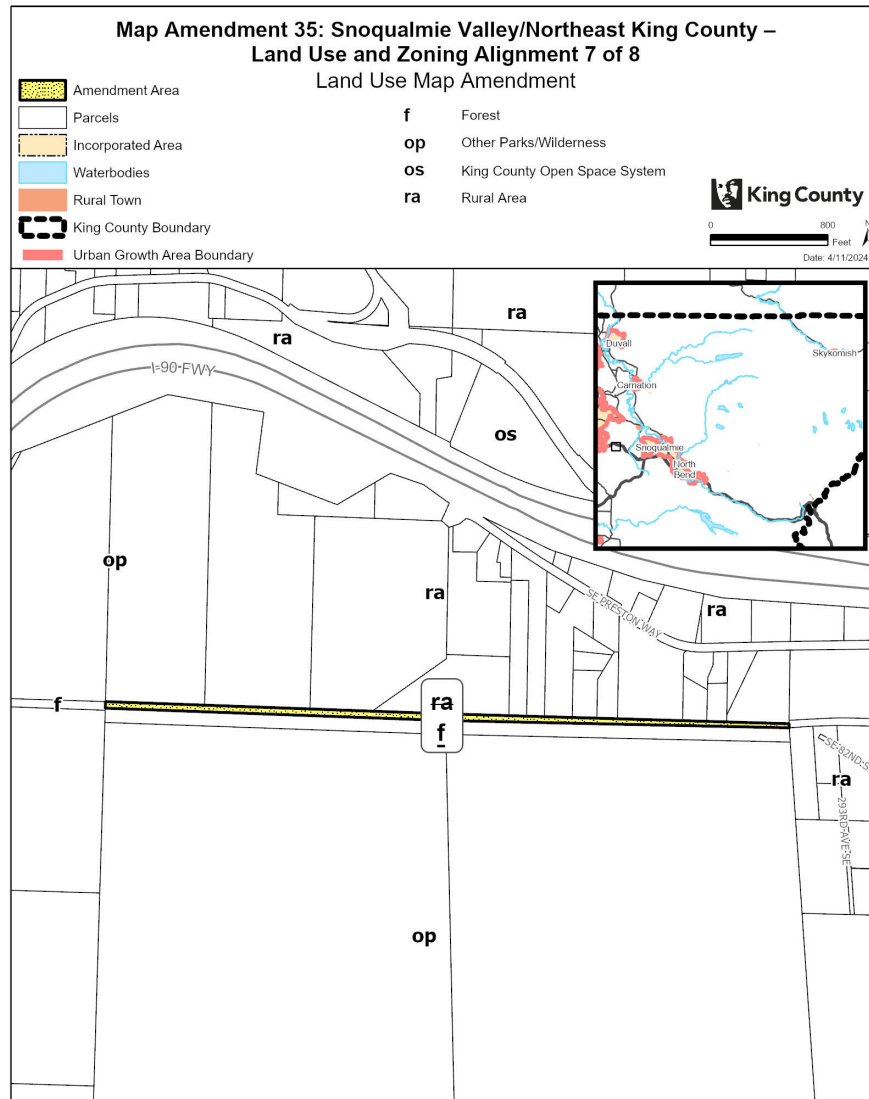 Map Amendment 35: Snoqualmie Valley/Northeast King County –
Land Use and Zoning Alignment 7 of 8
Land Use Map Amendment
Amendment Area
Parcels
Incorporated Area
Waterbodies
Rural Town
King County Boundary
Urban Growth Area Boundary
f Forest
op Other Parks/Wilderness
os King County Open Space System
ra Rural Area
King County
0 800
Feet
N
Date: 4/11/2024
ra
ra
I-90 FWY
os
Duvall
Skykomish
Carnation
Snoqualmie
North
Bend
op
ra
SE PRESTON WAY
ra
f
ra
f
SE 82ND S
ra
293RD AVE SE
op